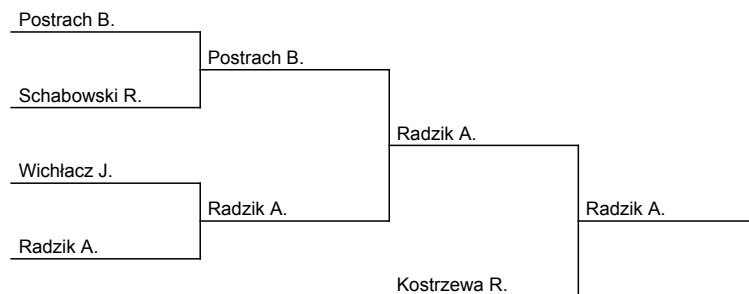 Postrach B.
Postrach B.
Schabowski R.
Radzik A.
Wichłacz J.
Radzik A.
Radzik A.
Radzik A.
Kostrzewa R.